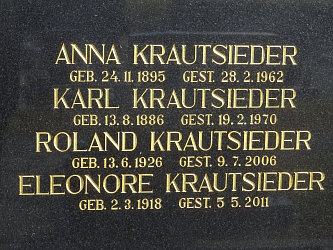 ANNA KRAUTSIEDER
GEB. 24.11.1895 GEST. 28.2.1962
KARL KRAUTSIEDER
GEB. 13.8.1886 GEST. 19.2.1970
ROLAND KRAUTSIEDER
GEB. 13.6.1926 GEST. 9.7.2006
ELEONORE KRAUTSIEDER
GEB. 2.3.1918 GEST. 5 5.2011